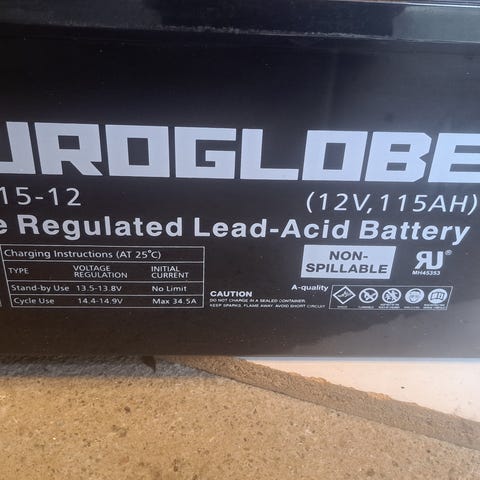 UROGLOBE
15-12
(12V,115AH)
e Regulated Lead-Acid Battery
Charging Instructions (AT 25°C)
TYPE VOLTAGE REGULATION INITIAL CURRENT
Stand-by Use 13.5-13.8V No Limit
Cycle Use 14.4-14.9V Max 34.5A
NON-
SPILLABLE
RU®
MH45353
A-quality
CAUTION
DO NOT CHARGE IN A SEALED CONTAINER.
KEEP SPARKS, FLAME AWAY. AVOID SHORT CIRCUIT